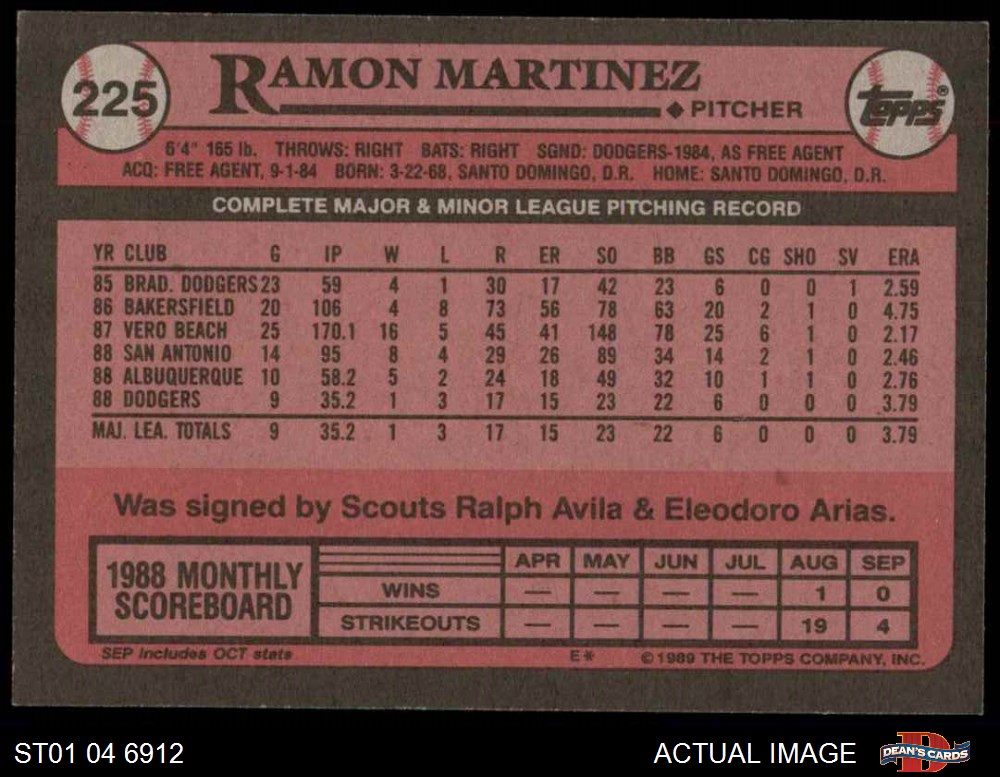 225
RAMON MARTINEZ
◆ PITCHER
topps®
6'4" 165 lb. THROWS: RIGHT BATS: RIGHT SGND: DODGERS-1984, AS FREE AGENT
ACQ: FREE AGENT, 9-1-84 BORN: 3-22-68, SANTO DOMINGO, D.R. HOME: SANTO DOMINGO, D.R.
COMPLETE MAJOR & MINOR LEAGUE PITCHING RECORD
YR CLUB G IP W L R ER SO BB GS CG SHO SV ERA
85 BRAD. DODGERS 23 59 4 1 30 17 42 23 6 0 0 1 2.59
86 BAKERSFIELD 20 106 4 8 73 56 78 63 20 2 1 0 4.75
87 VERO BEACH 25 170.1 16 5 45 41 148 78 25 6 1 0 2.17
88 SAN ANTONIO 14 95 8 4 29 26 89 34 14 2 1 0 2.46
88 ALBUQUERQUE 10 58.2 5 2 24 18 49 32 10 1 1 0 2.76
88 DODGERS 9 35.2 1 3 17 15 23 22 6 0 0 0 3.79
MAJ. LEA. TOTALS 9 35.2 1 3 17 15 23 22 6 0 0 0 3.79
Was signed by Scouts Ralph Avila & Eleodoro Arias.
1988 MONTHLY
SCOREBOARD
APR MAY JUN JUL AUG SEP
WINS — — — — 1 0
STRIKEOUTS — — — — 19 4
SEP includes OCT stats
E* ©1989 THE TOPPS COMPANY, INC.
ST01 04 6912
ACTUAL IMAGE
D
DEAN'S CARDS